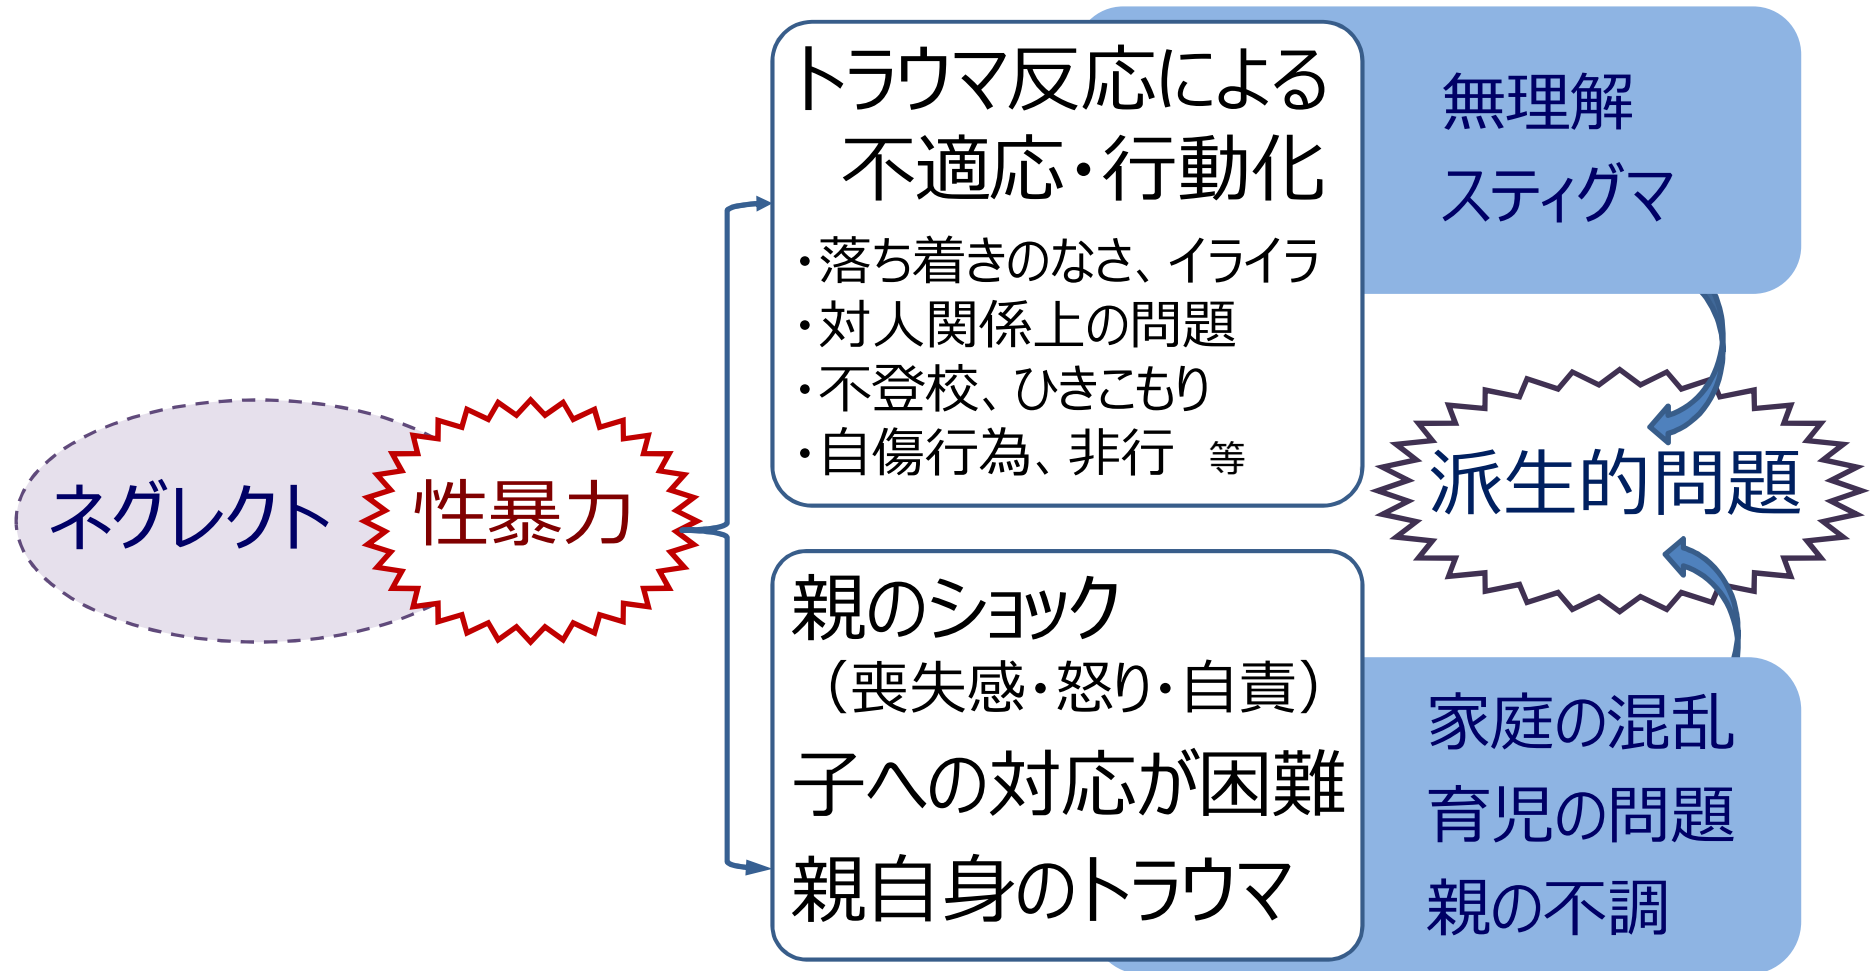 ネグレクト
性暴力
トラウマ反応による
不適応・行動化
・落ち着きのなさ、イライラ
・対人関係上の問題
・不登校、ひきこもり
・自傷行為、非行　等
親のショック
（喪失感・怒り・自責）
子への対応が困難
親自身のトラウマ
無理解
スティグマ
派生的問題
家庭の混乱
育児の問題
親の不調